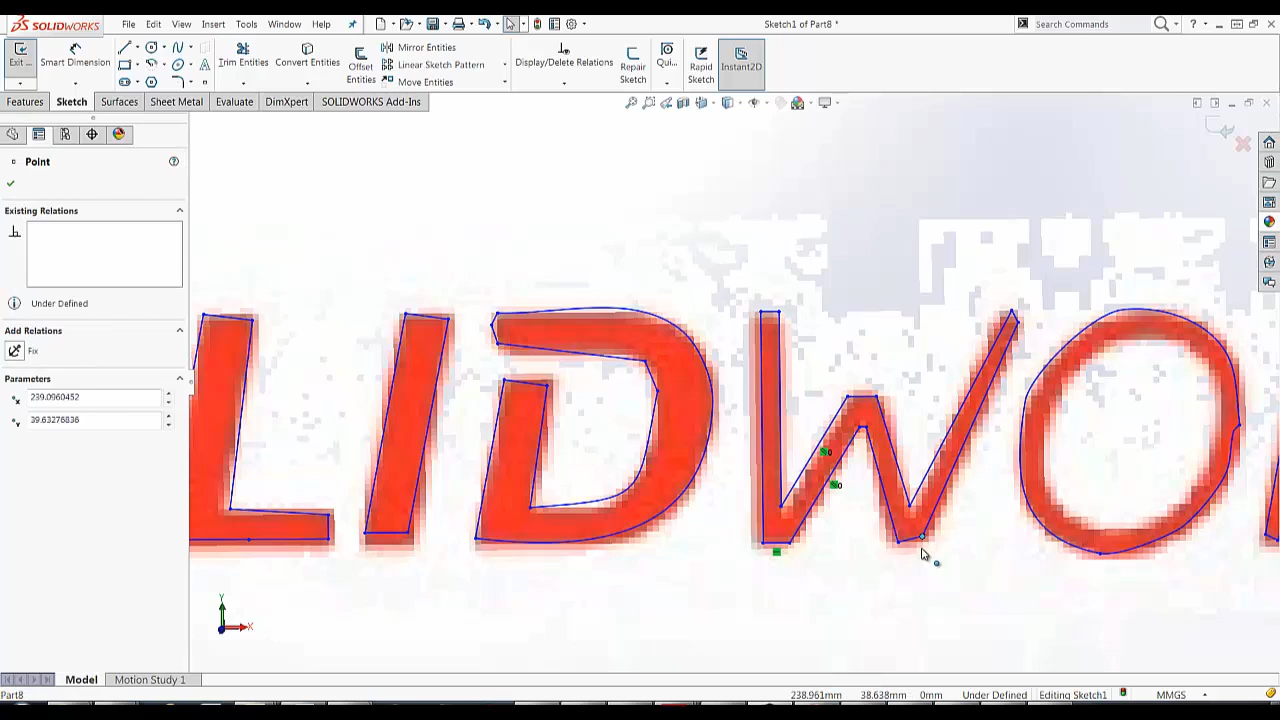 SOLIDWORKS File Edit View Insert Tools Window Help Sketch1 of Part8 * Search Commands
Exit ... Smart Dimension Trim Entities Convert Entities Offset Entities Mirror Entities Linear Sketch Pattern Move Entities Display/Delete Relations Repair Sketch Qui... Rapid Sketch Instant2D
Features Sketch Surfaces Sheet Metal Evaluate DimXpert SOLIDWORKS Add-Ins
Point
Existing Relations
Under Defined
Add Relations
Fix
Parameters
239.0960452
39.63276836
LIDWO
Y
X
Model Motion Study 1
Part8 238.961mm 38.638mm 0mm Under Defined Editing Sketch1 MMGS